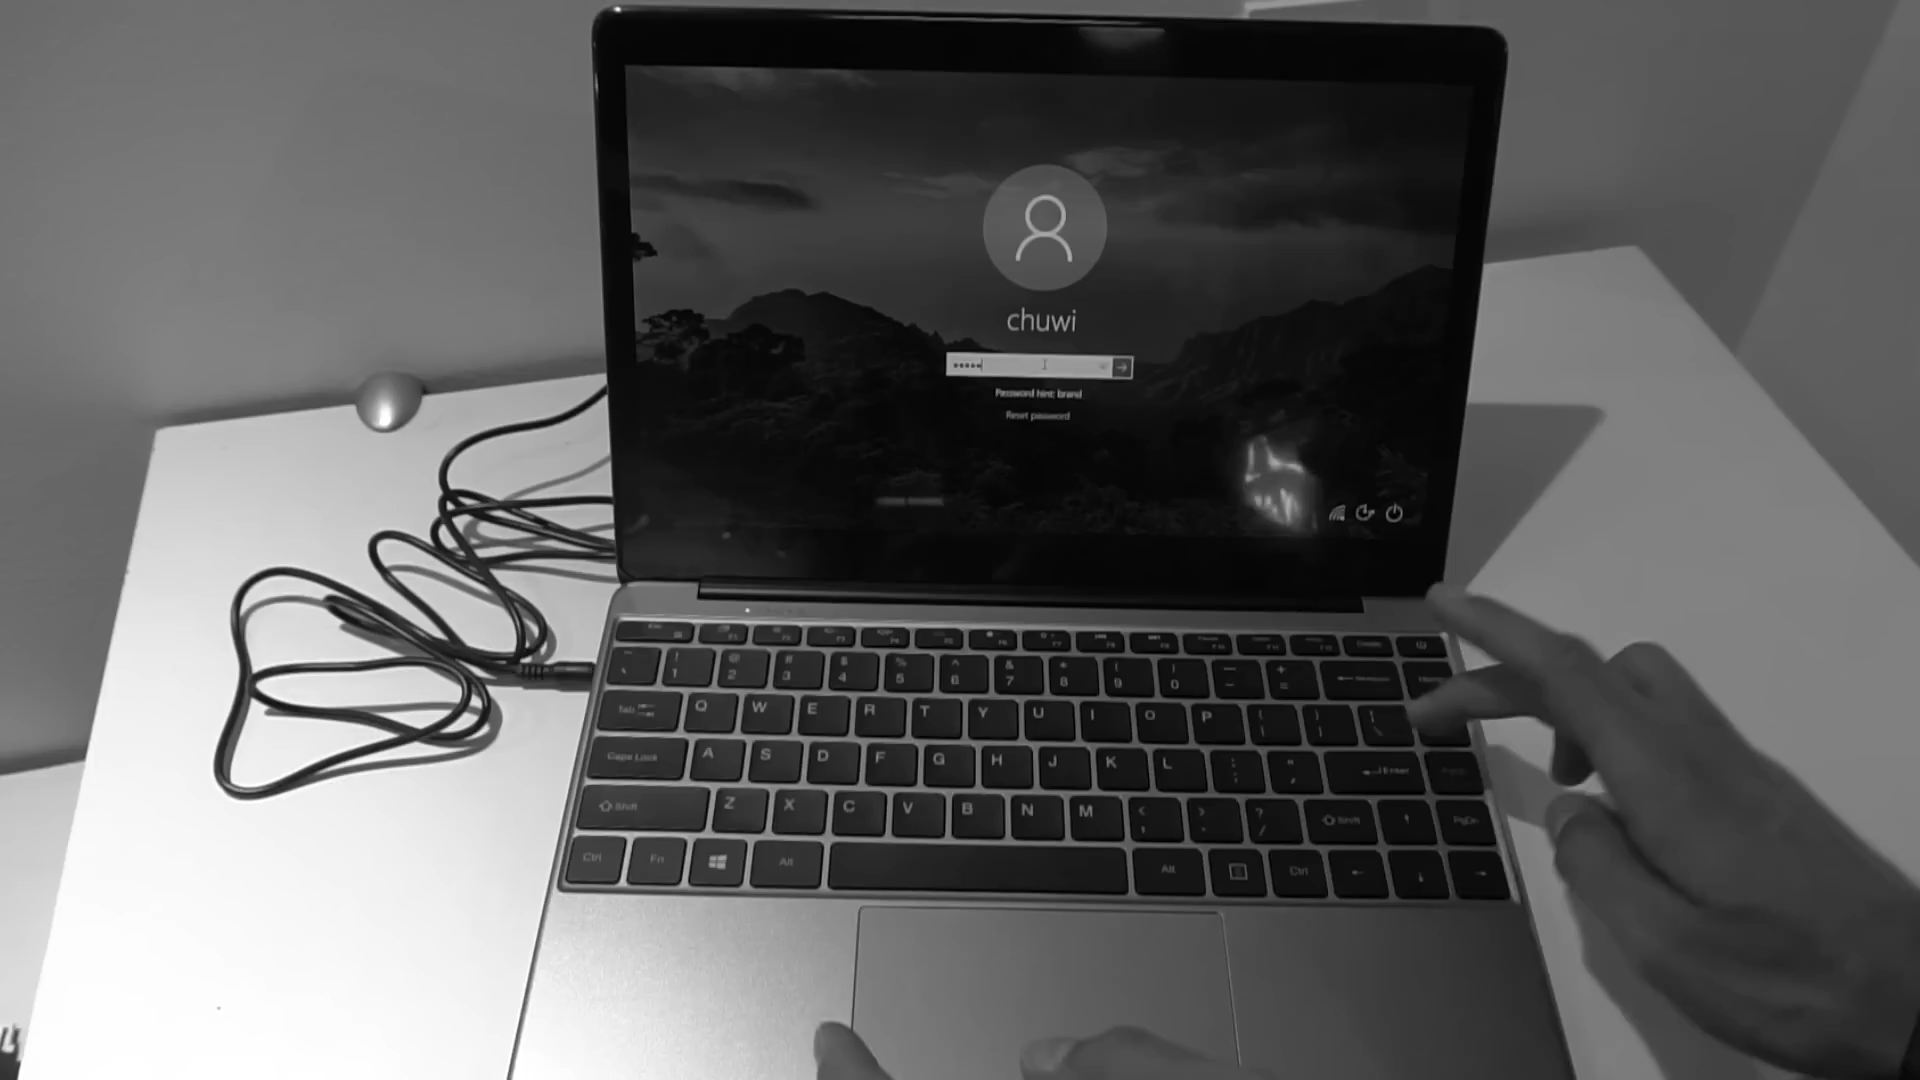 chuwi
•••••
Password hint: brand
Reset password
~ ! @ # $ % ^ & * ( ) — +
` 1 2 3 4 5 6 7 8 9 0 - =
Tab Q W E R T Y U I O P { }
[ ] \
Caps Lock A S D F G H J K L : "
; ' Enter
Shift Z X C V B N M < > ? Shift PgDn
, . /
Ctrl Fn Alt Alt Ctrl